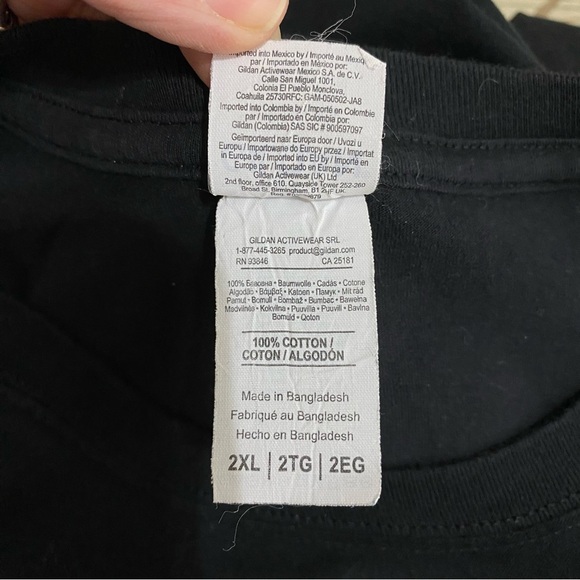 Imported into Mexico by / Importé au Mexique
par / Importado en México por:
Gildan Activewear Mexico S.A. de C.V.
Calle San Miguel 1001,
Colonia El Pueblo Monclova,
Coahuila 25730RFC: GAM-050502-JA8
Imported into Colombia by / Importé en Colombie
par / Importado en Colombia por:
Gildan (Colombia) SAS SIC # 900597097
Geïmporteerd naar Europa door / Uvozi u
Europu / Importowane do Europy przez / Importat
in Europa de / Imported into EU by / Importé en
Europe par / Importado en Europa por:
Gildan Activewear (UK) Ltd
2nd floor, office 610, Quayside Tower 252-260
Broad St, Birmingham, B1 2HF UK
GILDAN ACTIVEWEAR SRL
1-877-445-3265 product@gildan.com
RN 93846 CA 25181
100% Бавовна • Baumwolle • Cadás • Cotone
Algodão • Βάμβαξ • Katoen • Памук • Mit rád
Pamut • Bomull • Bombaž • Bumbac • Bawełna
Medvilnės • Kokvilna • Puuvilla • Puuvill • Bavlna
Bomuld • Qoton
100% COTTON /
COTON / ALGODÓN
Made in Bangladesh
Fabriqué au Bangladesh
Hecho en Bangladesh
2XL | 2TG | 2EG